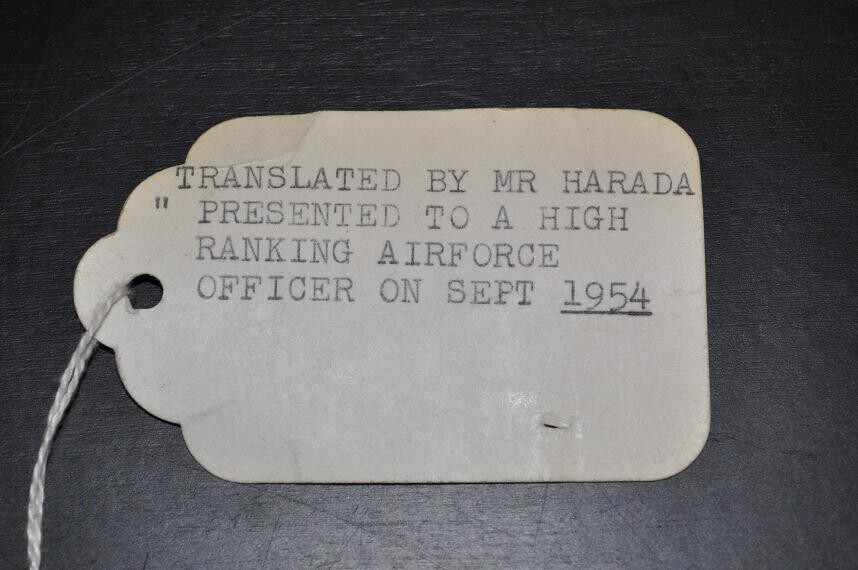 TRANSLATED BY MR HARADA
" PRESENTED TO A HIGH
RANKING AIRFORCE
OFFICER ON SEPT 1954